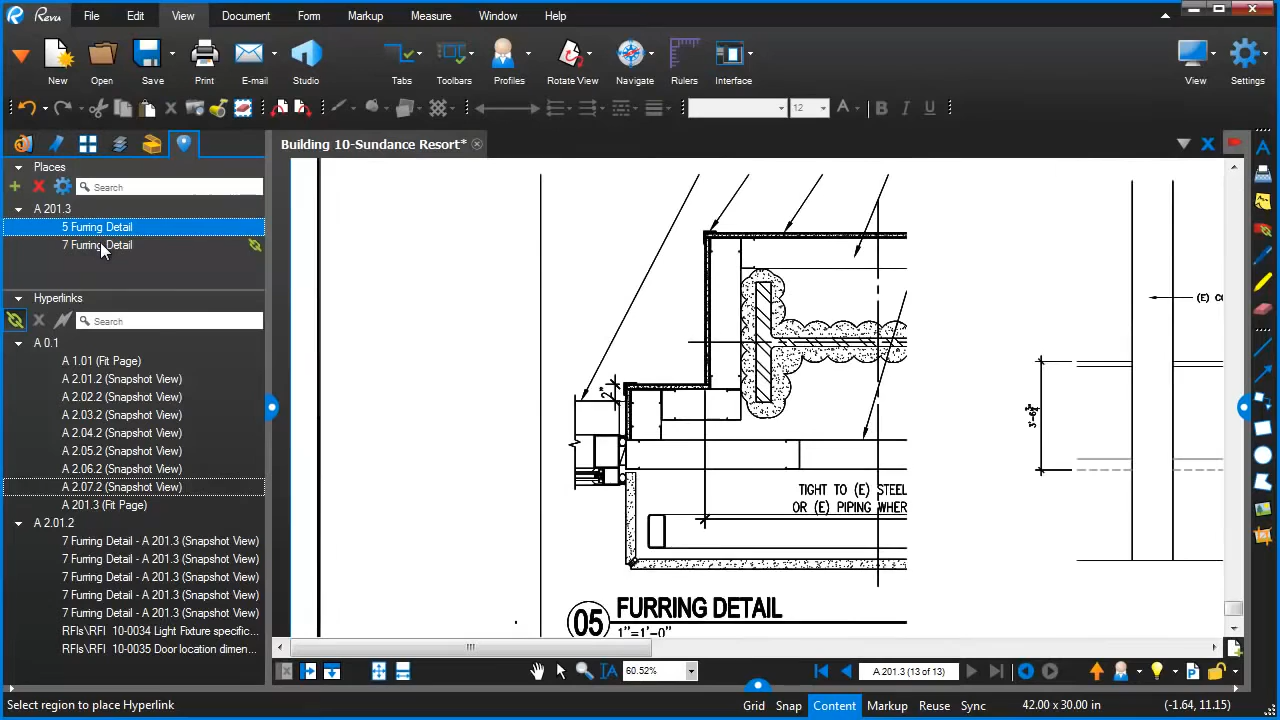 Revu File Edit View Document Form Markup Measure Window Help
New Open Save Print E-mail Studio Tabs Toolbars Profiles Rotate View Navigate Rulers Interface View Settings
12 A B I U
Building 10-Sundance Resort*
Places
Search
A 201.3
5 Furring Detail
7 Furring Detail
Hyperlinks
Search
A 0.1
A 1.01 (Fit Page)
A 2.01.2 (Snapshot View)
A 2.02.2 (Snapshot View)
A 2.03.2 (Snapshot View)
A 2.04.2 (Snapshot View)
A 2.05.2 (Snapshot View)
A 2.06.2 (Snapshot View)
A 2.07.2 (Snapshot View)
A 201.3 (Fit Page)
A 2.01.2
7 Furring Detail - A 201.3 (Snapshot View)
7 Furring Detail - A 201.3 (Snapshot View)
7 Furring Detail - A 201.3 (Snapshot View)
7 Furring Detail - A 201.3 (Snapshot View)
7 Furring Detail - A 201.3 (Snapshot View)
RFIs\RFI 10-0034 Light Fixture specific...
RFIs\RFI 10-0035 Door location dimen...
(E) CO
2"
3'-6¾"
TIGHT TO (E) STEEL
OR (E) PIPING WHER
05 FURRING DETAIL
1"=1'-0"
60.52% A 201.3 (13 of 13)
Select region to place Hyperlink Grid Snap Content Markup Reuse Sync 42.00 x 30.00 in (-1.64, 11.15)